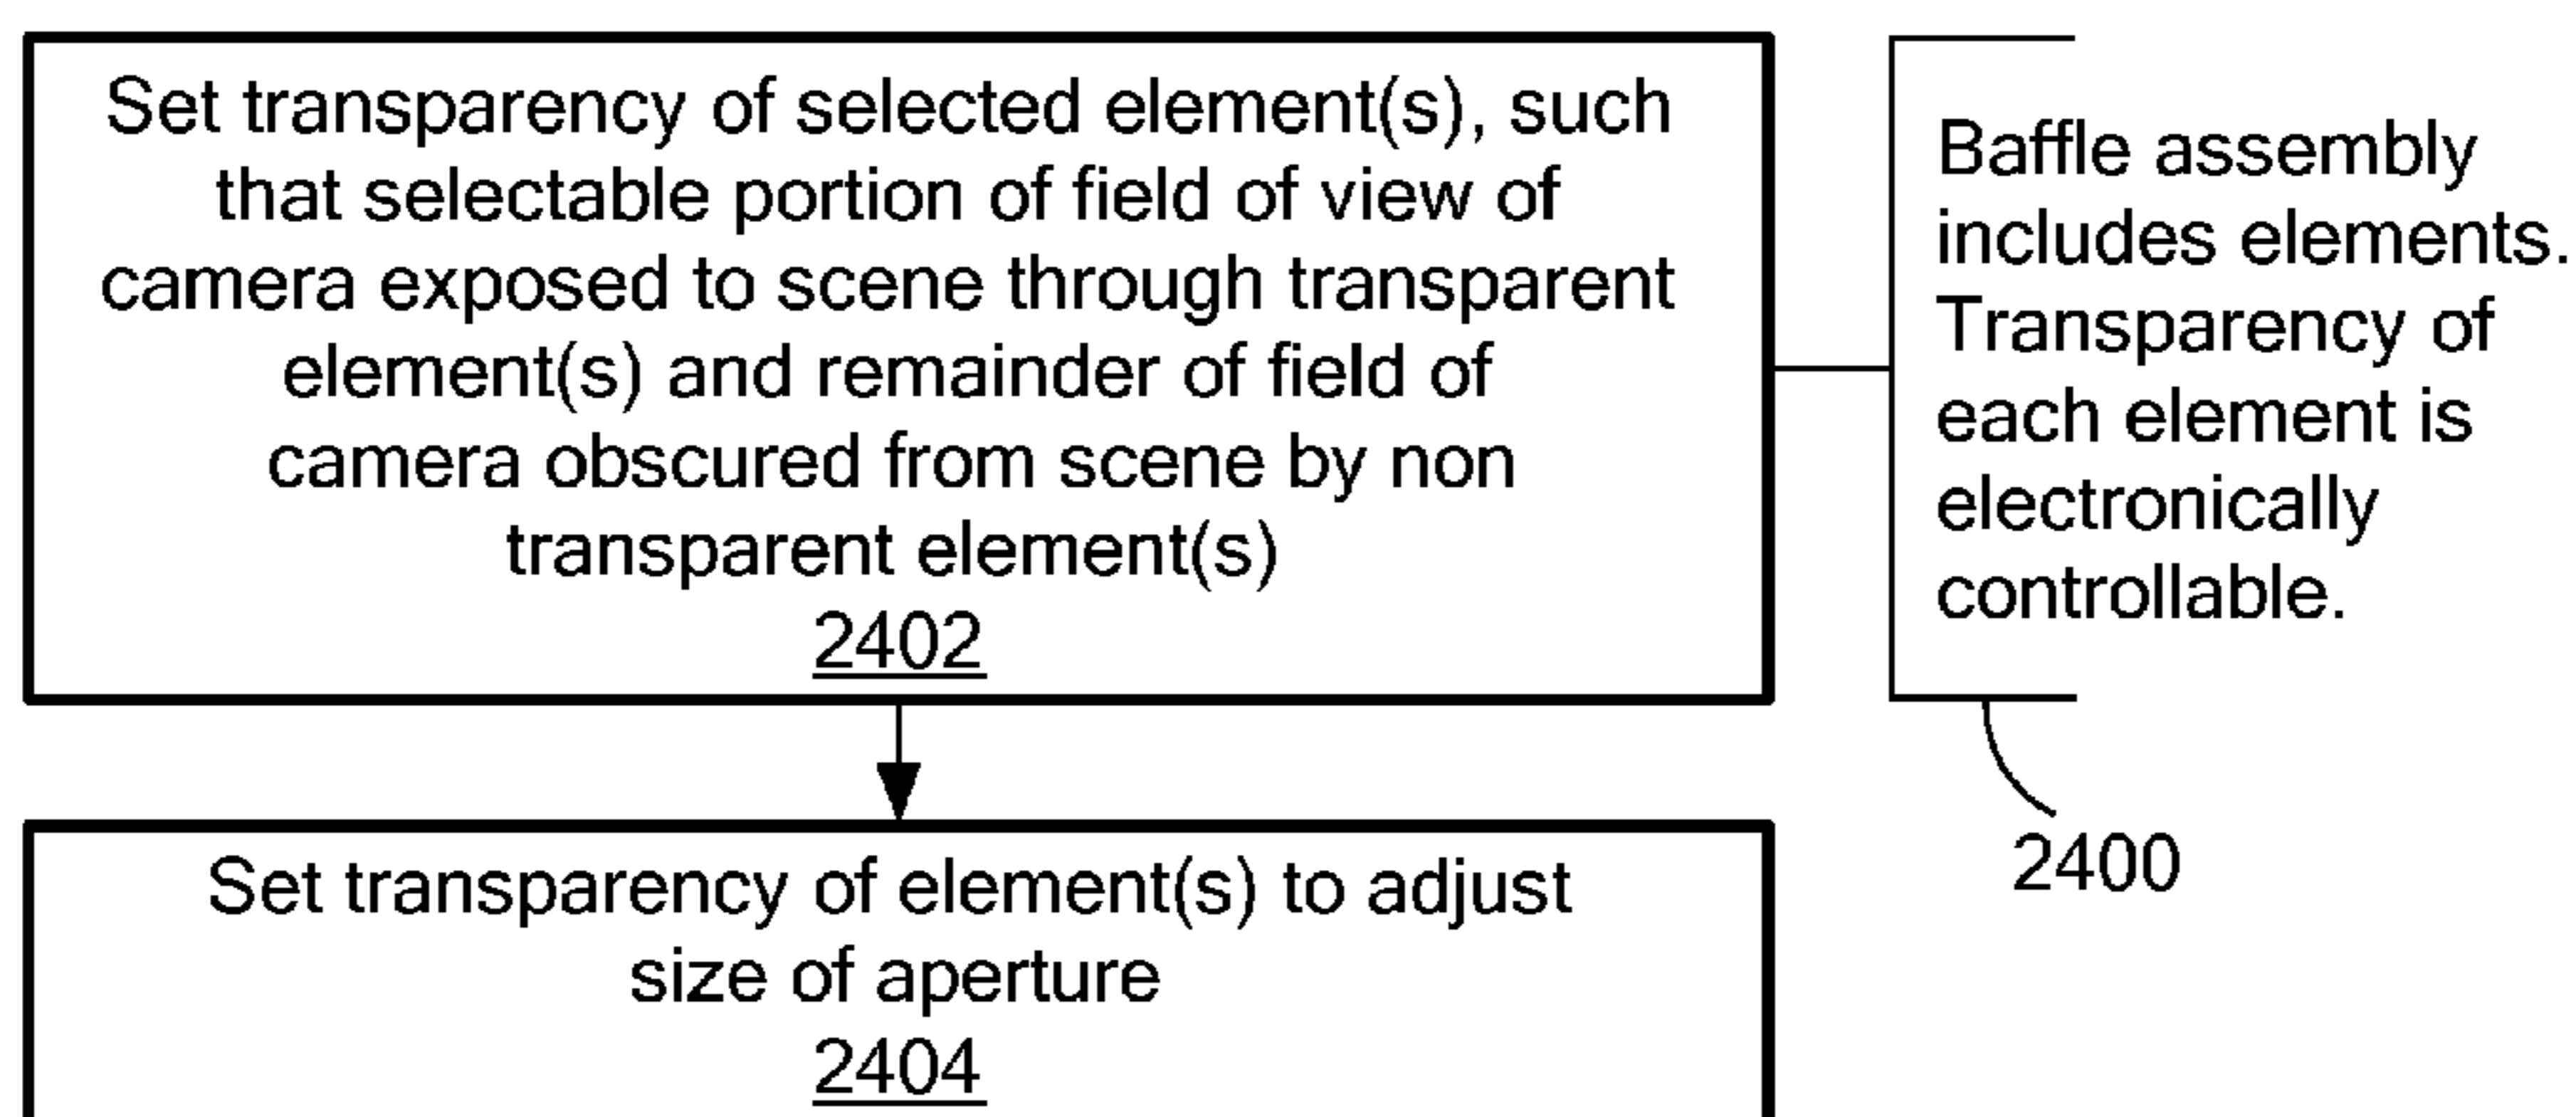 Set transparency of selected element(s), such
that selectable portion of field of view of
camera exposed to scene through transparent
element(s) and remainder of field of
camera obscured from scene by non
transparent element(s)
2402
Baffle assembly
includes elements.
Transparency of
each element is
electronically
controllable.
2400
Set transparency of element(s) to adjust
size of aperture
2404